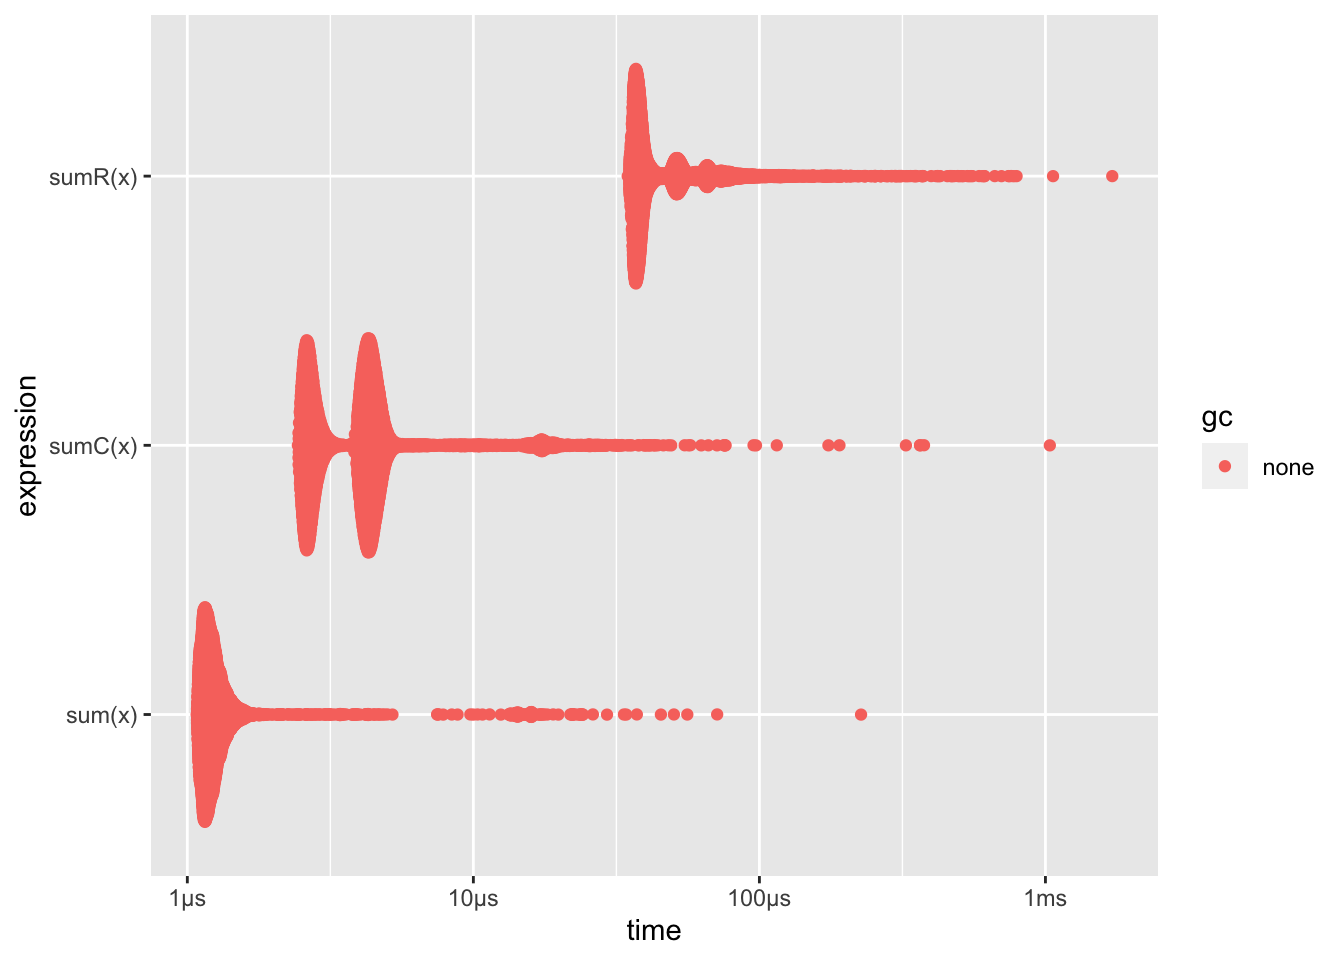 expression
sumR(x)
sumC(x)
sum(x)
1µs
10µs
100µs
1ms
time
gc
none